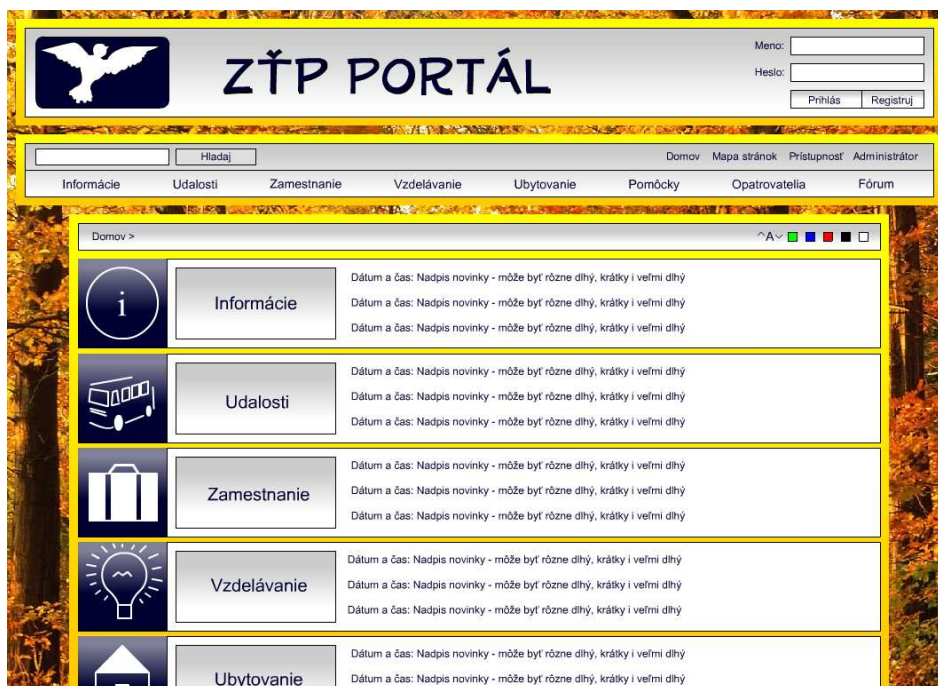 ZŤP PORTÁL
Meno:
Heslo:
Prihlás Registruj
Hladaj Domov Mapa stránok Prístupnosť Administrátor
Informácie Udalosti Zamestnanie Vzdelávanie Ubytovanie Pomôcky Opatrovatelia Fórum
Domov > ^A
i
Informácie
Dátum a čas: Nadpis novinky - môže byť rôzne dlhý, krátky i veľmi dlhý
Dátum a čas: Nadpis novinky - môže byť rôzne dlhý, krátky i veľmi dlhý
Dátum a čas: Nadpis novinky - môže byť rôzne dlhý, krátky i veľmi dlhý
Udalosti
Dátum a čas: Nadpis novinky - môže byť rôzne dlhý, krátky i veľmi dlhý
Dátum a čas: Nadpis novinky - môže byť rôzne dlhý, krátky i veľmi dlhý
Dátum a čas: Nadpis novinky - môže byť rôzne dlhý, krátky i veľmi dlhý
Zamestnanie
Dátum a čas: Nadpis novinky - môže byť rôzne dlhý, krátky i veľmi dlhý
Dátum a čas: Nadpis novinky - môže byť rôzne dlhý, krátky i veľmi dlhý
Dátum a čas: Nadpis novinky - môže byť rôzne dlhý, krátky i veľmi dlhý
Vzdelávanie
Dátum a čas: Nadpis novinky - môže byť rôzne dlhý, krátky i veľmi dlhý
Dátum a čas: Nadpis novinky - môže byť rôzne dlhý, krátky i veľmi dlhý
Dátum a čas: Nadpis novinky - môže byť rôzne dlhý, krátky i veľmi dlhý
Ubytovanie
Dátum a čas: Nadpis novinky - môže byť rôzne dlhý, krátky i veľmi dlhý
Dátum a čas: Nadpis novinky - môže byť rôzne dlhý, krátky i veľmi dlhý